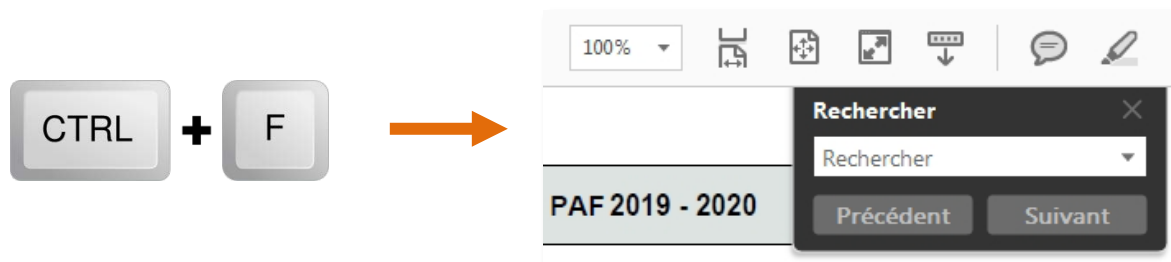 CTRL + F
100%
Rechercher
Rechercher
PAF 2019 - 2020
Précédent Suivant